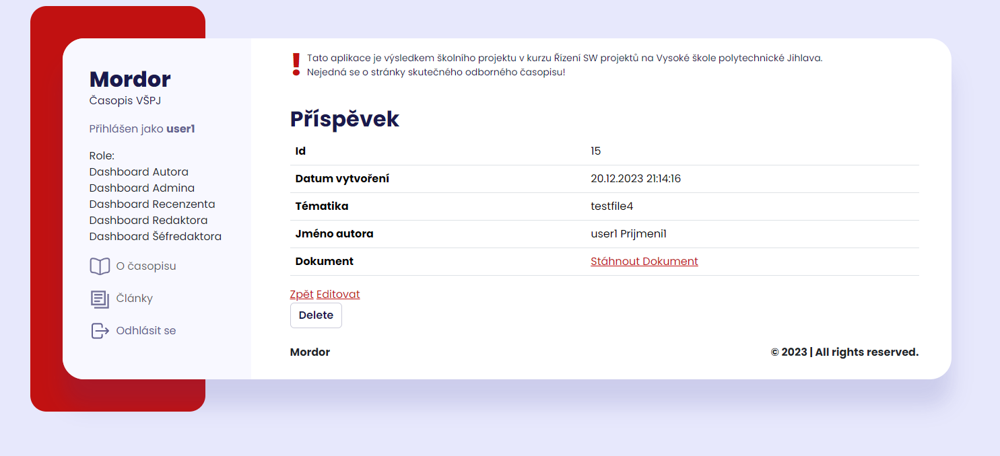 Mordor
Časopis VŠPJ
Přihlášen jako user1
Role:
Dashboard Autora
Dashboard Admina
Dashboard Recenzenta
Dashboard Redaktora
Dashboard Šéfredaktora
O časopisu
Články
Odhlásit se
Tato aplikace je výsledkem školního projektu v kurzu Řízení SW projektů na Vysoké škole polytechnické Jihlava.
Nejedná se o stránky skutečného odborného časopisu!
Příspěvek
Id 15
Datum vytvoření 20.12.2023 21:14:16
Tématika testfile4
Jméno autora user1 Prijmeni1
Dokument Stáhnout Dokument
Zpět Editovat
Delete
Mordor © 2023 | All rights reserved.